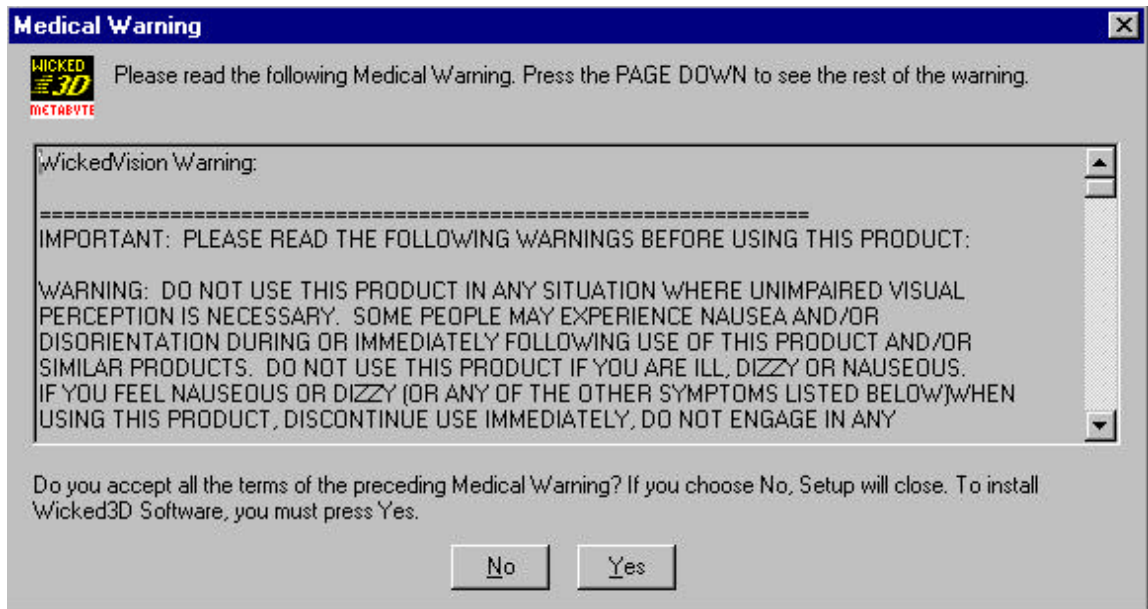 Medical Warning
WICKED
3D
METABYTE
Please read the following Medical Warning. Press the PAGE DOWN to see the rest of the warning.
WickedVision Warning:
=================================================================
IMPORTANT:  PLEASE READ THE FOLLOWING WARNINGS BEFORE USING THIS PRODUCT:
WARNING:  DO NOT USE THIS PRODUCT IN ANY SITUATION WHERE UNIMPAIRED VISUAL
PERCEPTION IS NECESSARY.  SOME PEOPLE MAY EXPERIENCE NAUSEA AND/OR
DISORIENTATION DURING OR IMMEDIATELY FOLLOWING USE OF THIS PRODUCT AND/OR
SIMILAR PRODUCTS.  DO NOT USE THIS PRODUCT IF YOU ARE ILL, DIZZY OR NAUSEOUS.
IF YOU FEEL NAUSEOUS OR DIZZY (OR ANY OF THE OTHER SYMPTOMS LISTED BELOW)WHEN
USING THIS PRODUCT, DISCONTINUE USE IMMEDIATELY, DO NOT ENGAGE IN ANY
Do you accept all the terms of the preceding Medical Warning? If you choose No, Setup will close. To install
Wicked3D Software, you must press Yes.
No
Yes